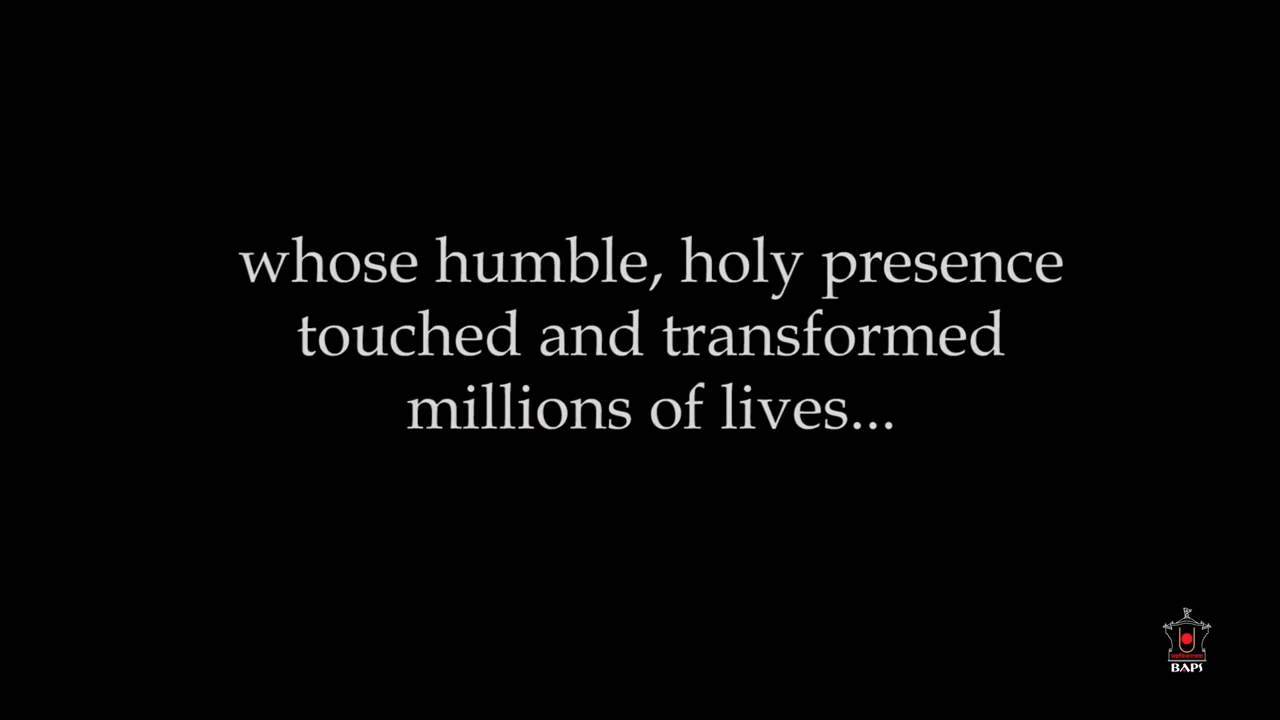 whose humble, holy presence
touched and transformed
millions of lives...
BAPS